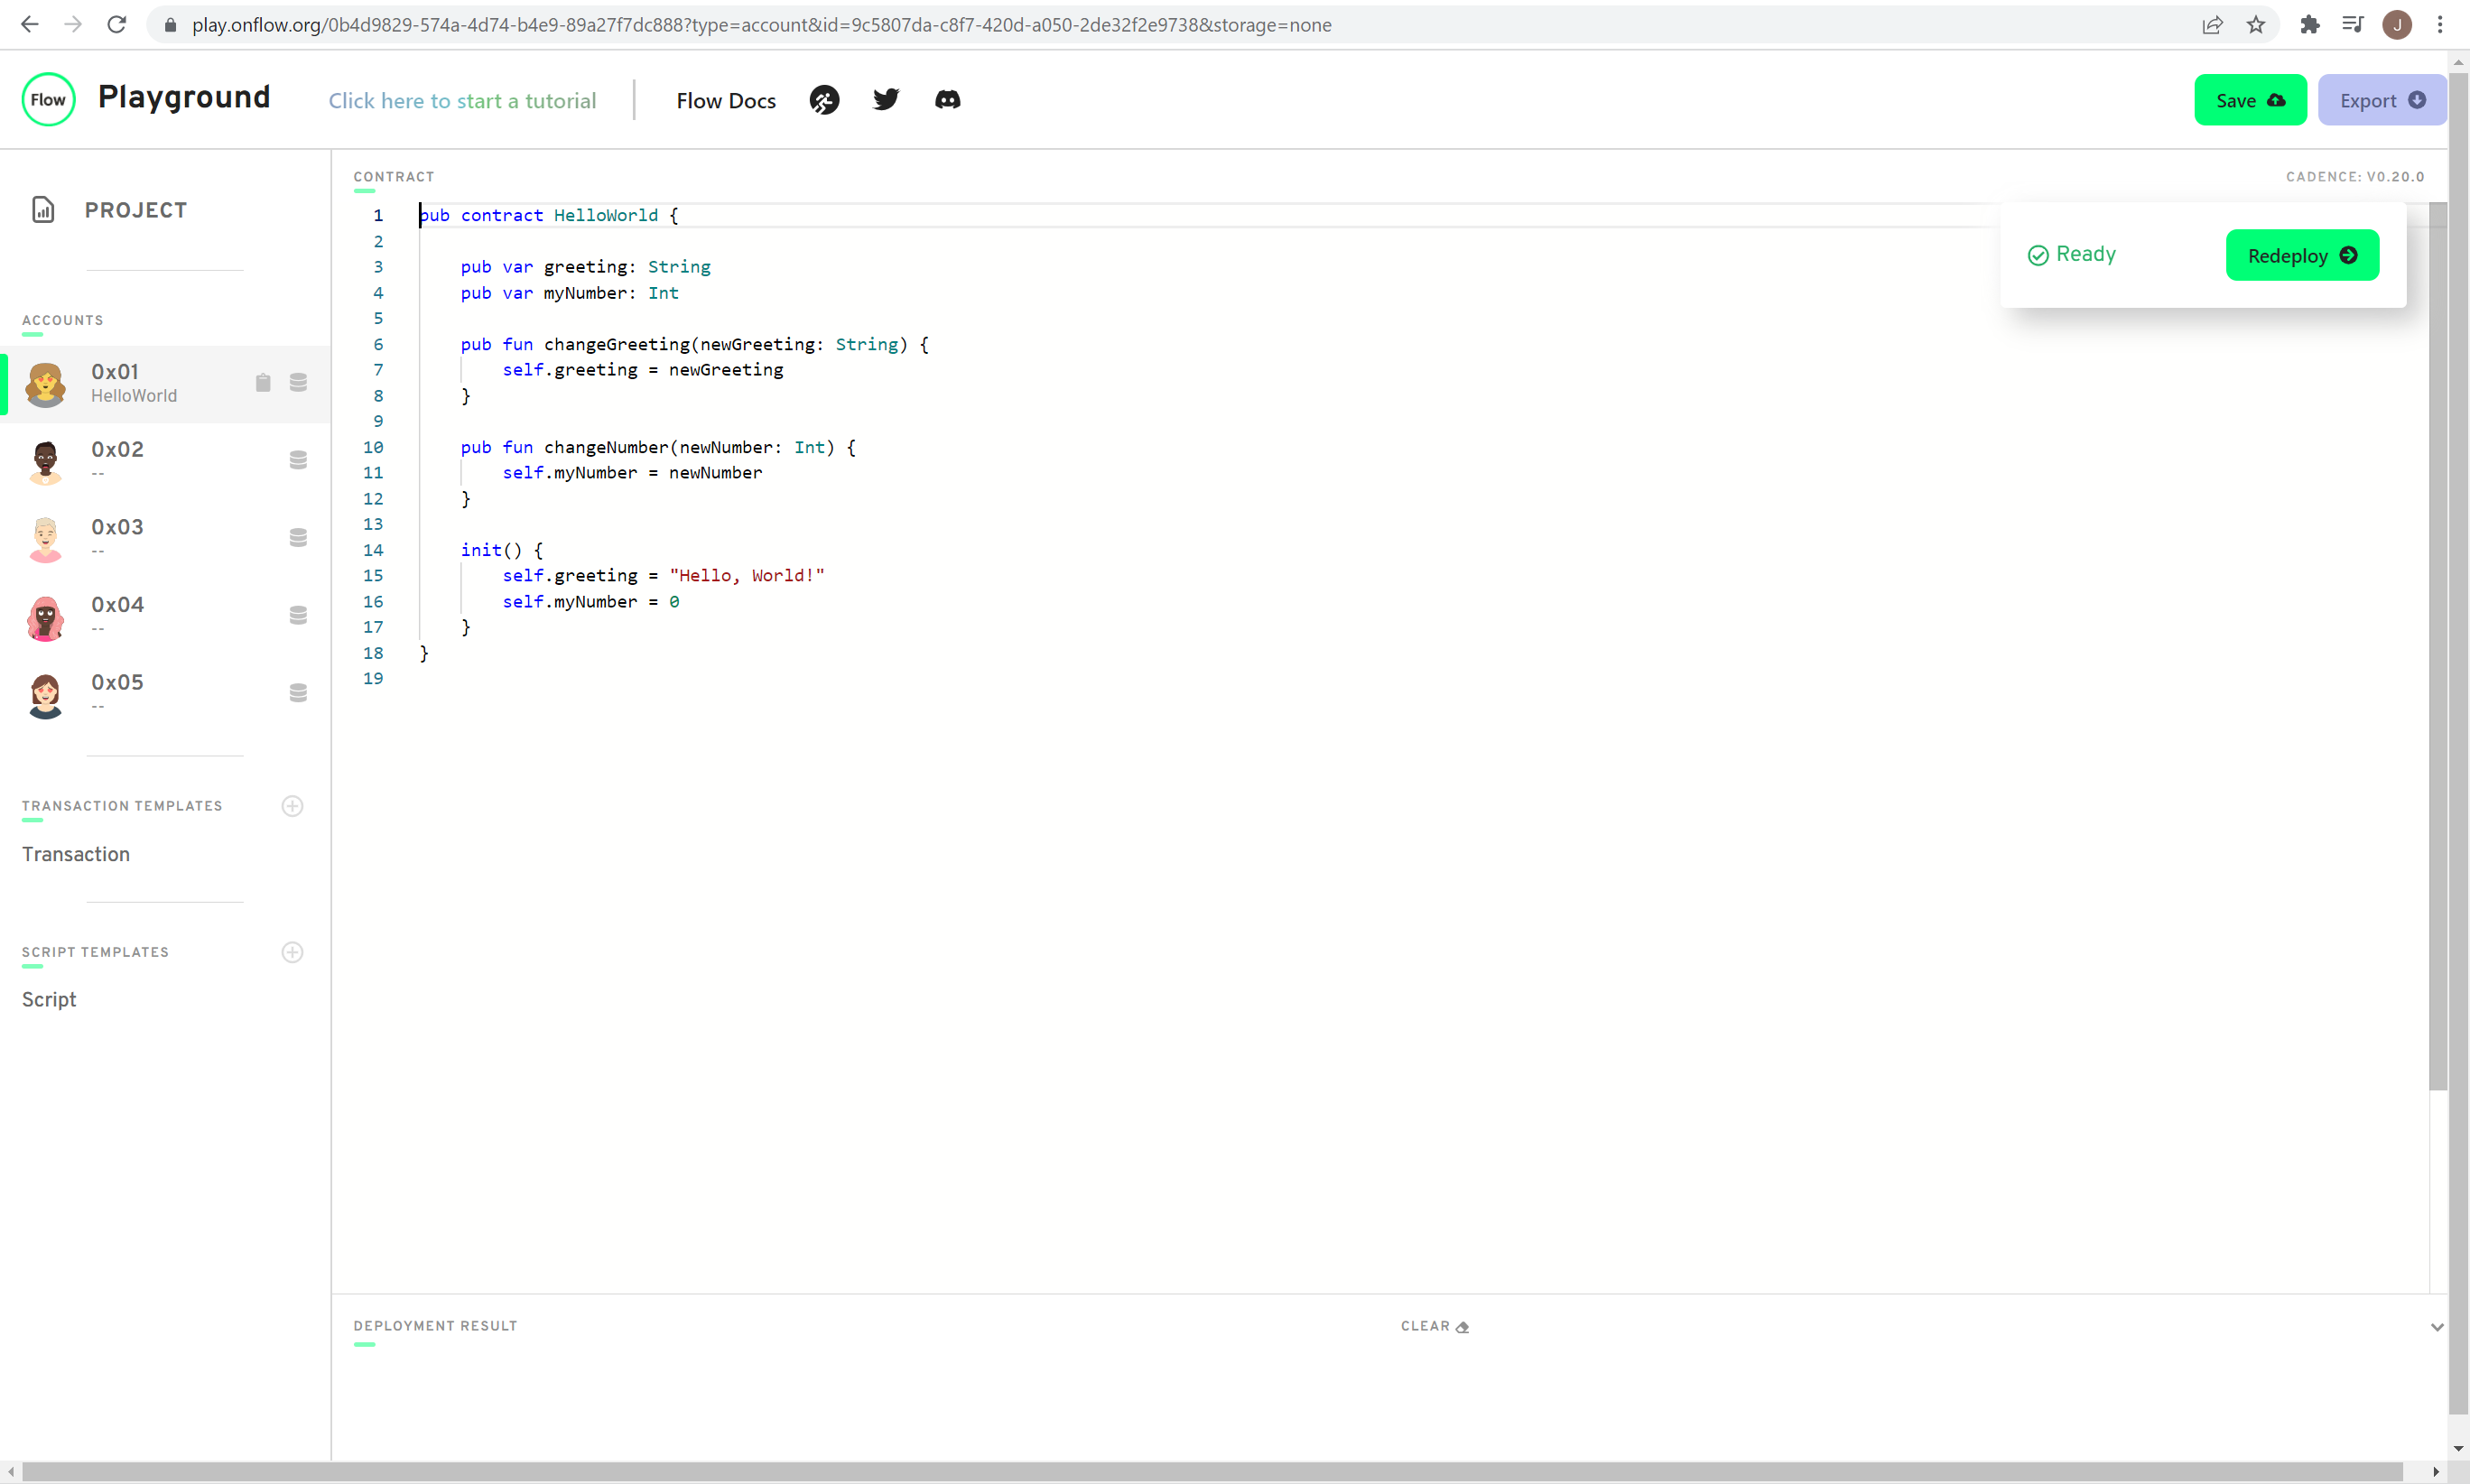 play.onflow.org/0b4d9829-574a-4d74-b4e9-89a27f7dc888?type=account&id=9c5807da-c8f7-420d-a050-2de32f2e9738&storage=none
J
Flow
Playground
Click here to start a tutorial
Flow Docs
Save
Export
PROJECT
ACCOUNTS
0x01
HelloWorld
0x02
--
0x03
--
0x04
--
0x05
--
TRANSACTION TEMPLATES
Transaction
SCRIPT TEMPLATES
Script
CONTRACT
CADENCE: V0.20.0
Ready
Redeploy
1 pub contract HelloWorld {
2
3     pub var greeting: String
4     pub var myNumber: Int
5
6     pub fun changeGreeting(newGreeting: String) {
7         self.greeting = newGreeting
8     }
9
10     pub fun changeNumber(newNumber: Int) {
11         self.myNumber = newNumber
12     }
13
14     init() {
15         self.greeting = "Hello, World!"
16         self.myNumber = 0
17     }
18 }
19
DEPLOYMENT RESULT
CLEAR